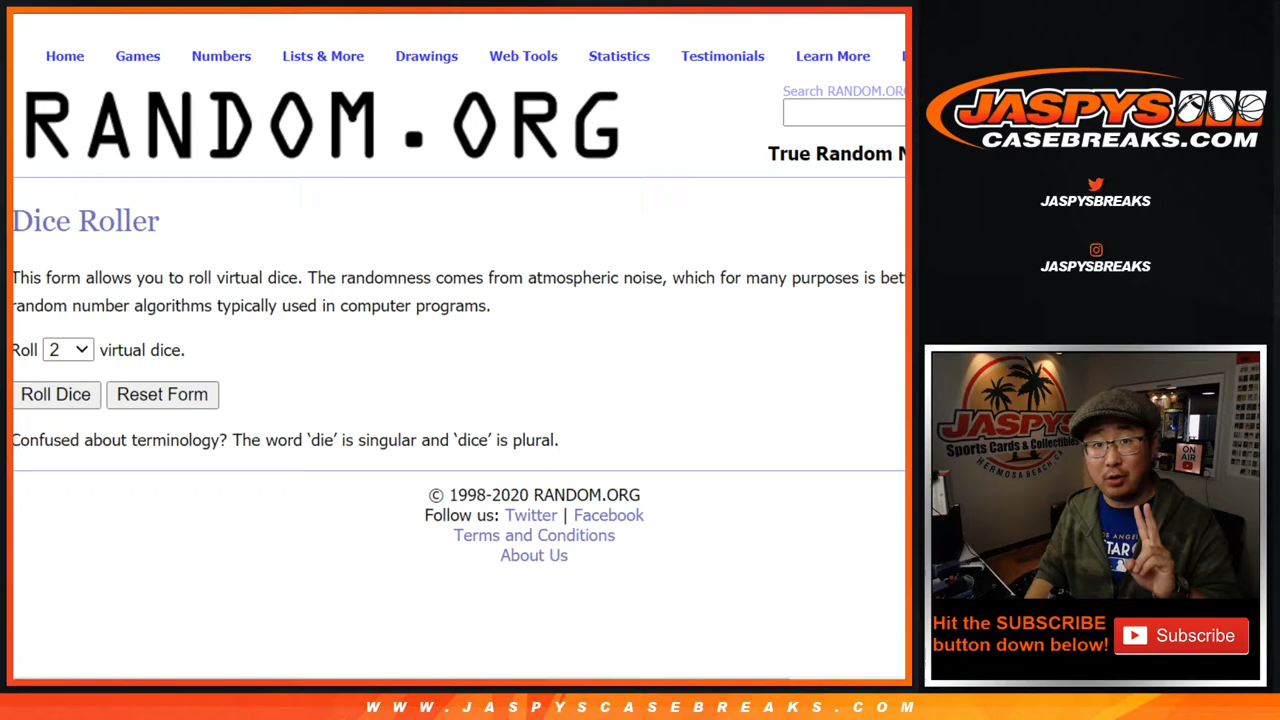 Home Games Numbers Lists & More Drawings Web Tools Statistics Testimonials Learn More
RANDOM.ORG
Search RANDOM.ORG
True Random N
Dice Roller
This form allows you to roll virtual dice. The randomness comes from atmospheric noise, which for many purposes is bet
random number algorithms typically used in computer programs.
Roll 2 virtual dice.
Roll Dice Reset Form
Confused about terminology? The word ‘die’ is singular and ‘dice’ is plural.
© 1998-2020 RANDOM.ORG
Follow us: Twitter | Facebook
Terms and Conditions
About Us
JASPYS
CASEBREAKS.COM
JASPYSBREAKS
JASPYSBREAKS
JASPYS
Sports Cards & Collectibles
HERMOSA BEACH, CA
ON
AIR
LOS ANGELES
STAR
Hit the SUBSCRIBE
button down below!
Subscribe
WWW.JASPYSCASEBREAKS.COM